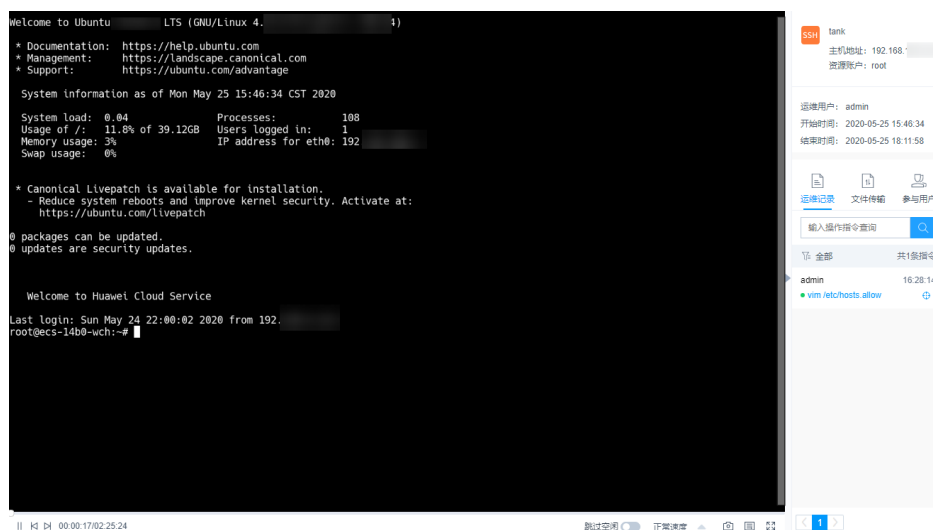 Welcome to Ubuntu LTS (GNU/Linux 4. 4)
* Documentation: https://help.ubuntu.com
* Management: https://landscape.canonical.com
* Support: https://ubuntu.com/advantage
System information as of Mon May 25 15:46:34 CST 2020
System load: 0.04 Processes: 108
Usage of /: 11.8% of 39.12GB Users logged in: 1
Memory usage: 3% IP address for eth0: 192
Swap usage: 0%
* Canonical Livepatch is available for installation.
- Reduce system reboots and improve kernel security. Activate at:
https://ubuntu.com/livepatch
0 packages can be updated.
0 updates are security updates.
Welcome to Huawei Cloud Service
Last login: Sun May 24 22:00:02 2020 from 192.
root@ecs-14b0-wch:~#
00:00:17/02:25:24
跳过空闲
正常速度
SSH
tank
主机地址: 192.168.
资源账户: root
运维用户: admin
开始时间: 2020-05-25 15:46:34
结束时间: 2020-05-25 18:11:58
运维记录 文件传输 参与用户
输入操作指令查询
全部 共1条指令
admin 16:28:14
vim /etc/hosts.allow
1